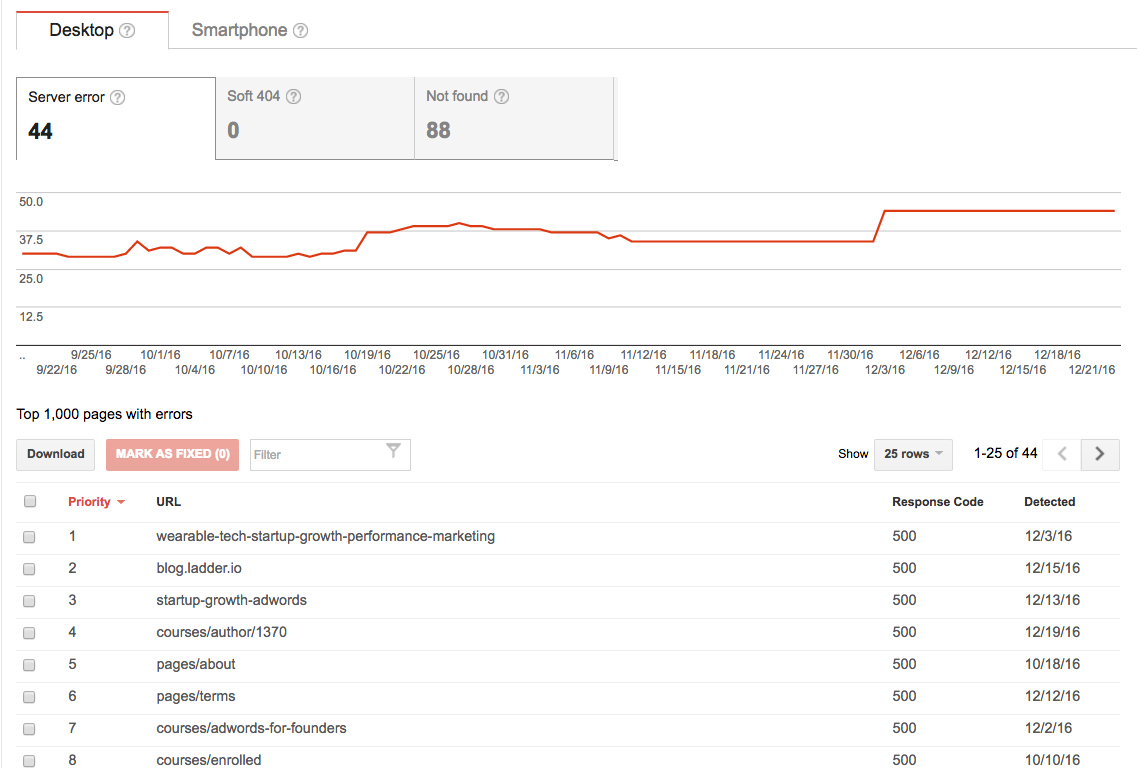 Desktop ? Smartphone ?
Server error ? Soft 404 ? Not found ?
44 0 88
50.0
37.5
25.0
12.5
.. 9/25/16 10/1/16 10/7/16 10/13/16 10/19/16 10/25/16 10/31/16 11/6/16 11/12/16 11/18/16 11/24/16 11/30/16 12/6/16 12/12/16 12/18/16
9/22/16 9/28/16 10/4/16 10/10/16 10/16/16 10/22/16 10/28/16 11/3/16 11/9/16 11/15/16 11/21/16 11/27/16 12/3/16 12/9/16 12/15/16 12/21/16
Top 1,000 pages with errors
Download MARK AS FIXED (0) Filter Show 25 rows 1-25 of 44
Priority URL Response Code Detected
1 wearable-tech-startup-growth-performance-marketing 500 12/3/16
2 blog.ladder.io 500 12/15/16
3 startup-growth-adwords 500 12/13/16
4 courses/author/1370 500 12/19/16
5 pages/about 500 10/18/16
6 pages/terms 500 12/12/16
7 courses/adwords-for-founders 500 12/2/16
8 courses/enrolled 500 10/10/16